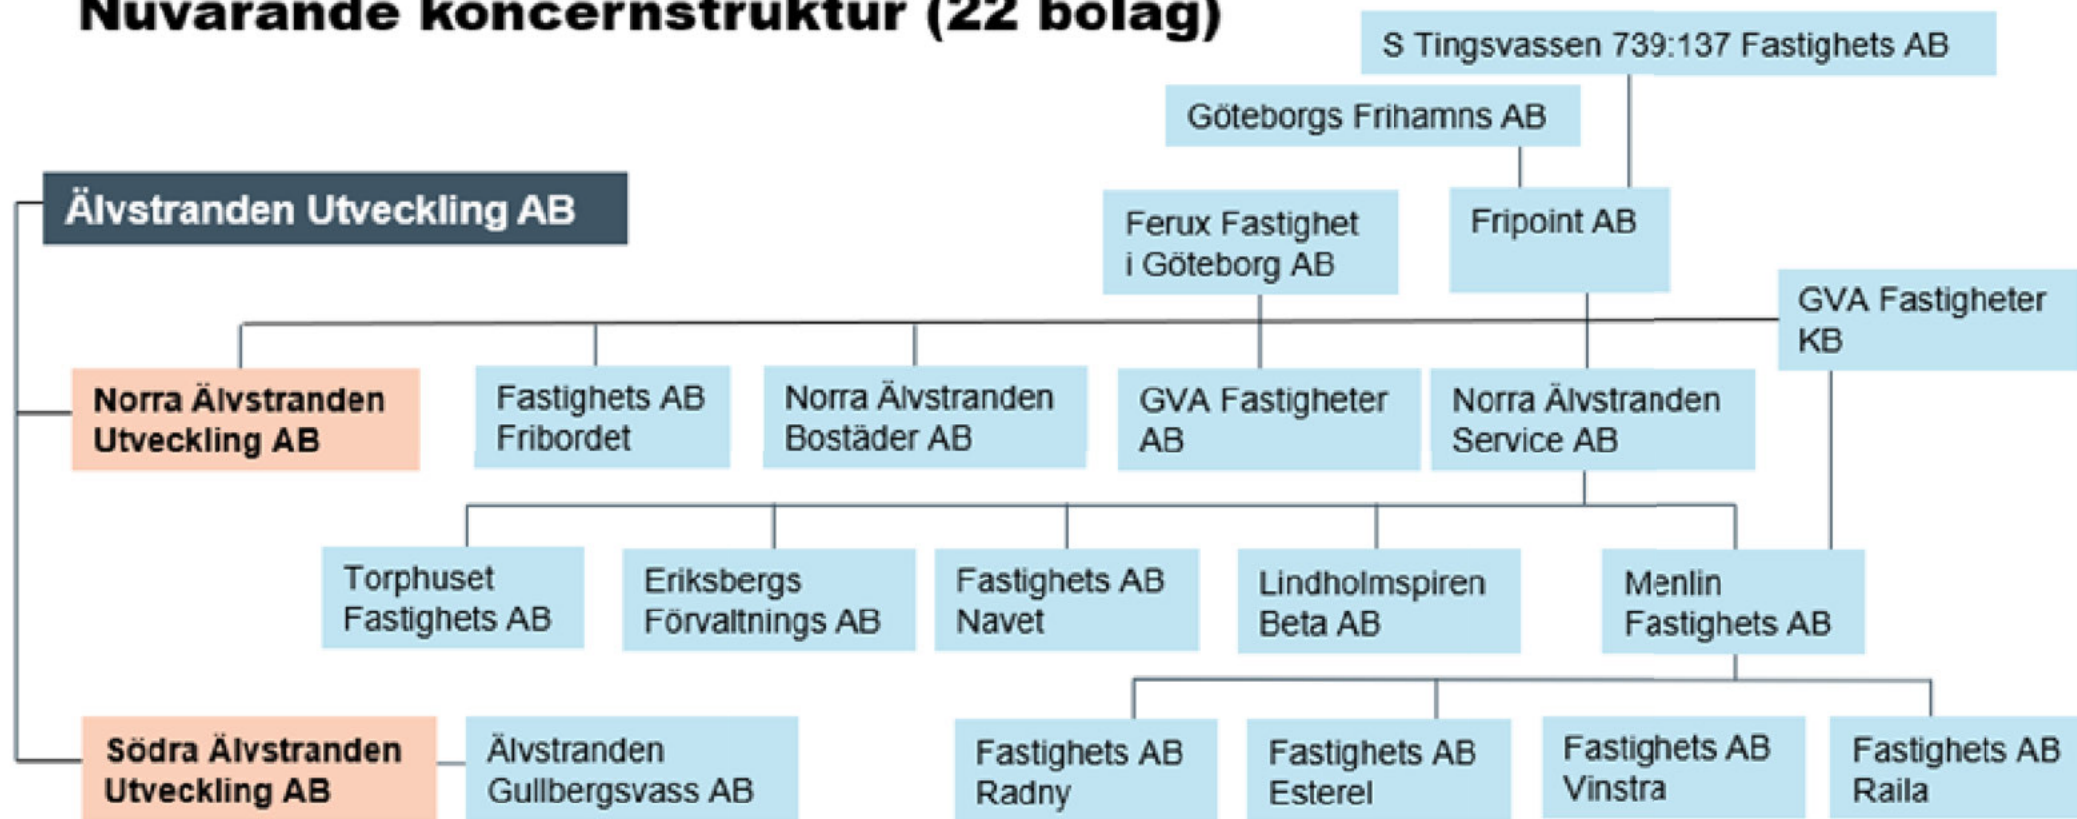 Nuvarande koncernstruktur (22 bolag)
S Tingsvassen 739:137 Fastighets AB
Göteborgs Frihamns AB
Älvstranden Utveckling AB
Ferux Fastighet
i Göteborg AB
Fripoint AB
GVA Fastigheter
KB
Norra Älvstranden
Utveckling AB
Fastighets AB
Fribordet
Norra Älvstranden
Bostäder AB
GVA Fastigheter
AB
Norra Älvstranden
Service AB
Torphuset
Fastighets AB
Eriksbergs
Förvaltnings AB
Fastighets AB
Navet
Lindholmspiren
Beta AB
Menlin
Fastighets AB
Södra Älvstranden
Utveckling AB
Älvstranden
Gullbergsvass AB
Fastighets AB
Radny
Fastighets AB
Esterel
Fastighets AB
Vinstra
Fastighets AB
Raila